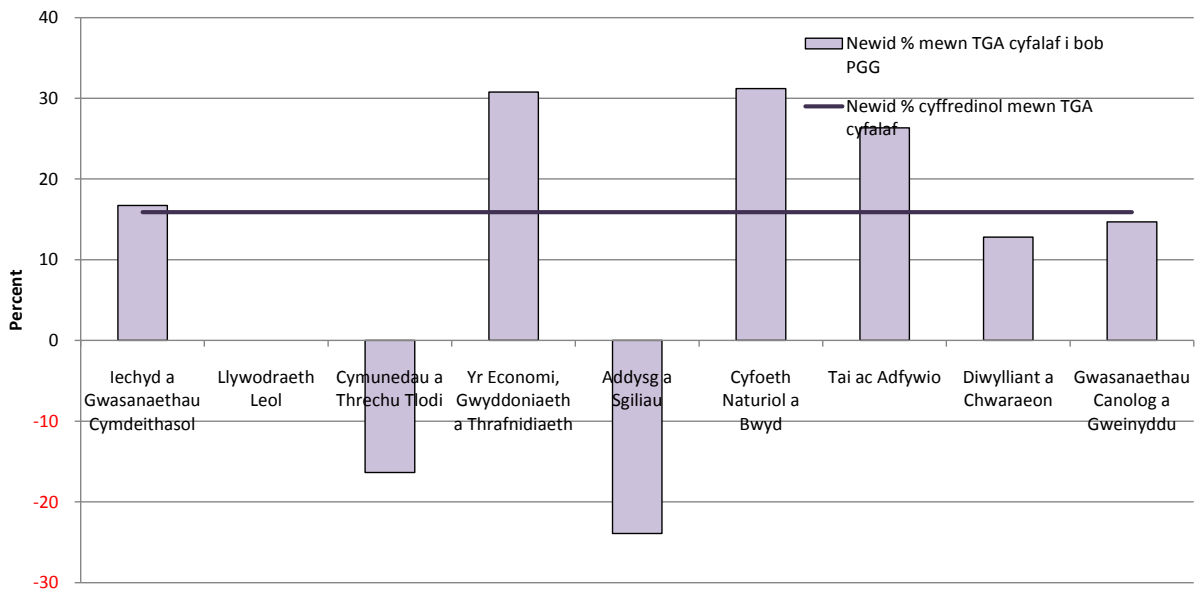 40
30
20
10
0
-10
-20
-30
Percent
Newid % mewn TGA cyfalaf i bob
PGG
Newid % cyffredinol mewn TGA
cyfalaf
Iechyd a
Gwasanaethau
Cymdeithasol
Llywodraeth
Leol
Cymunedau a
Threchu Tlodi
Yr Economi,
Gwyddoniaeth
a Thrafnidiaeth
Addysg a
Sgiliau
Cyfoeth
Naturiol a
Bwyd
Tai ac Adfywio
Diwylliant a
Chwaraeon
Gwasanaethau
Canolog a
Gweinyddu